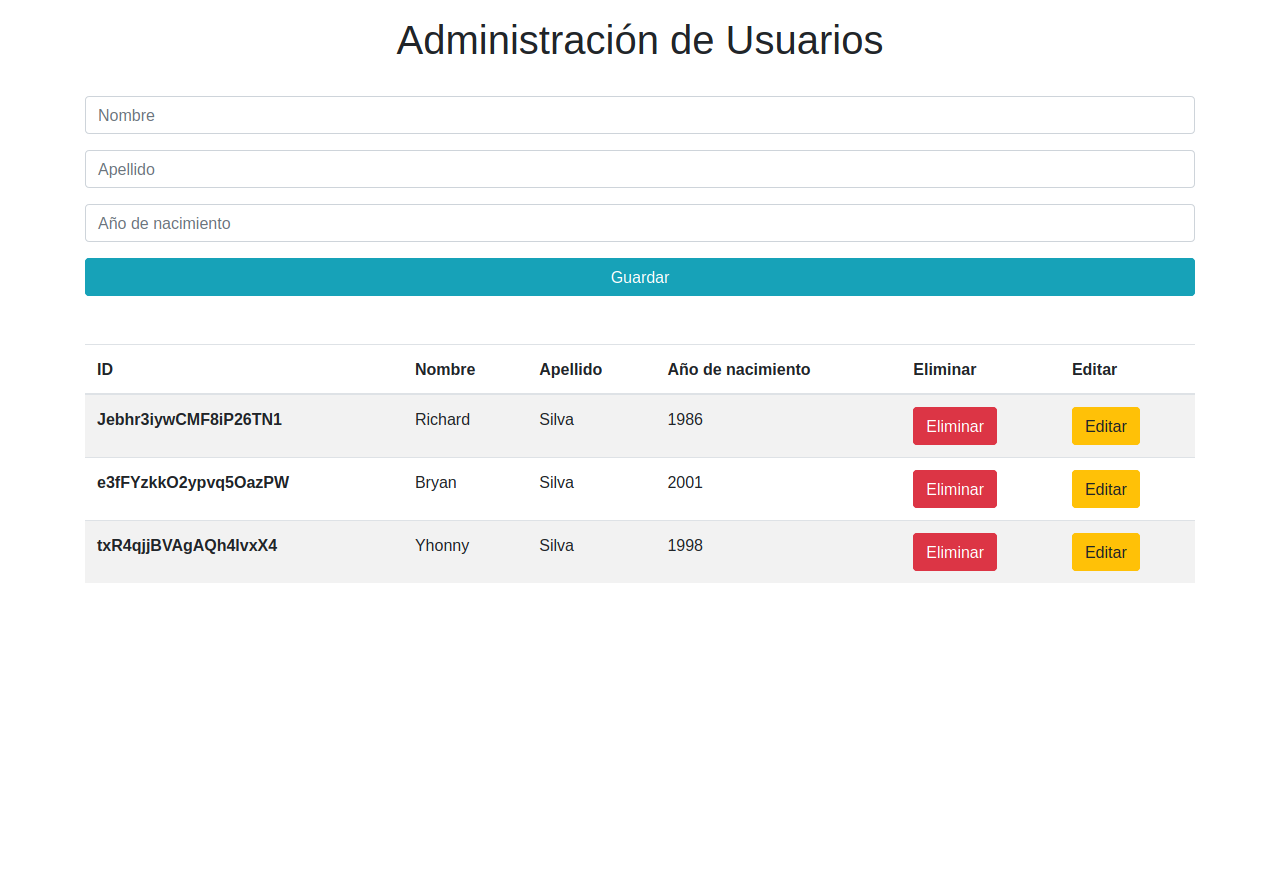 Administración de Usuarios
Nombre
Apellido
Año de nacimiento
Guardar
ID Nombre Apellido Año de nacimiento Eliminar Editar
Jebhr3iywCMF8iP26TN1 Richard Silva 1986 Eliminar Editar
e3fFYzkkO2ypvq5OazPW Bryan Silva 2001 Eliminar Editar
txR4qjjBVAgAQh4lvxX4 Yhonny Silva 1998 Eliminar Editar